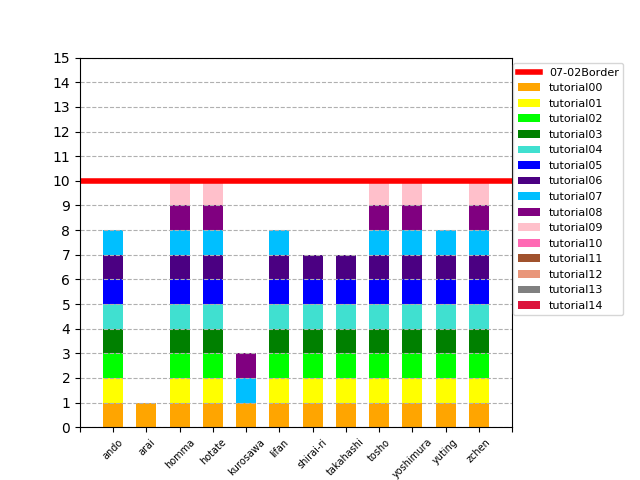 15
14
13
12
11
10
9
8
7
6
5
4
3
2
1
0
ando
arai
homma
hotate
kurosawa
lifan
shirai-ri
takahashi
tosho
yoshimura
yuting
zchen
07-02Border
tutorial00
tutorial01
tutorial02
tutorial03
tutorial04
tutorial05
tutorial06
tutorial07
tutorial08
tutorial09
tutorial10
tutorial11
tutorial12
tutorial13
tutorial14